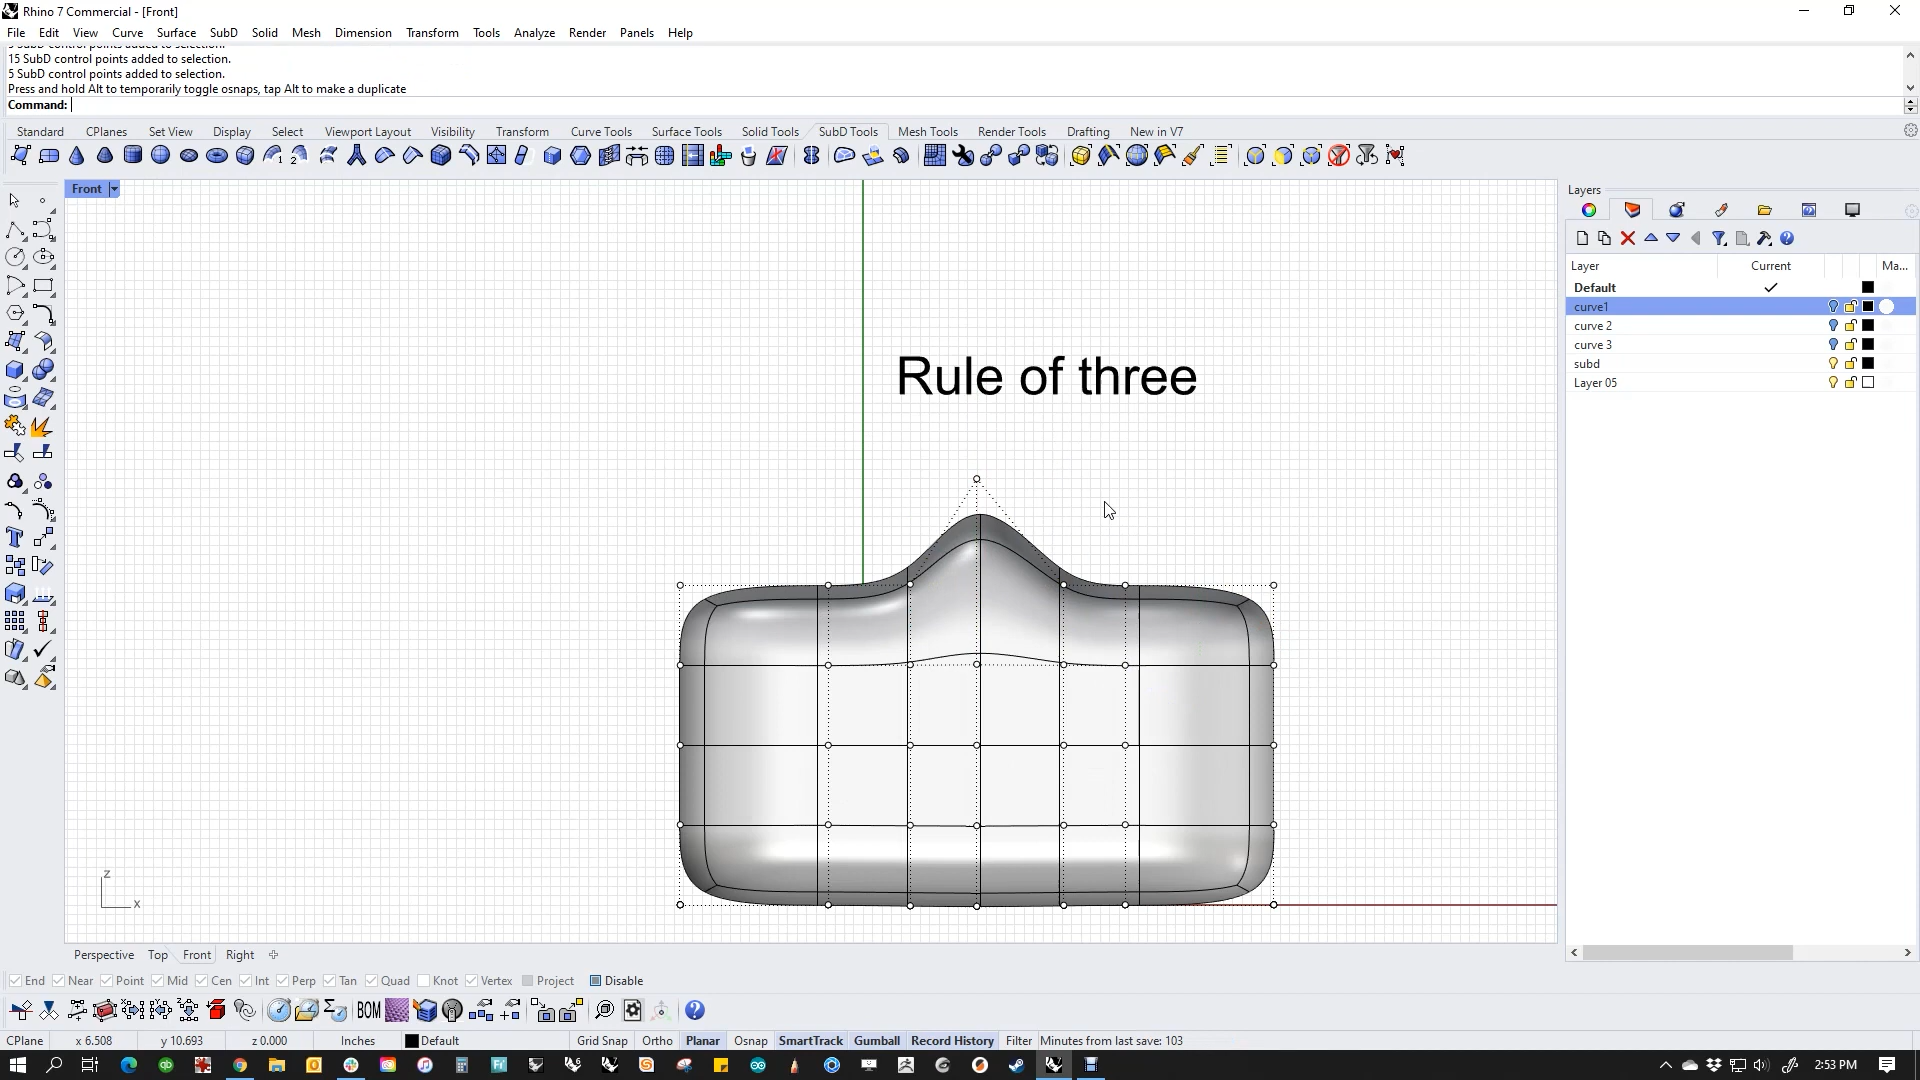 Rhino 7 Commercial - [Front]
File Edit View Curve Surface SubD Solid Mesh Dimension Transform Tools Analyze Render Panels Help
15 SubD control points added to selection.
5 SubD control points added to selection.
Press and hold Alt to temporarily toggle osnaps, tap Alt to make a duplicate
Command:
Standard CPlanes Set View Display Select Viewport Layout Visibility Transform Curve Tools Surface Tools Solid Tools SubD Tools Mesh Tools Render Tools Drafting New in V7
Front
Layers
Layer Current Ma...
Default
curve1
curve 2
curve 3
subd
Layer 05
Rule of three
z
x
Perspective Top Front Right
End Near Point Mid Cen Int Perp Tan Quad Knot Vertex Project Disable
BOM
CPlane x 6.508 y 10.693 z 0.000 Inches Default Grid Snap Ortho Planar Osnap SmartTrack Gumball Record History Filter Minutes from last save: 103
2:53 PM